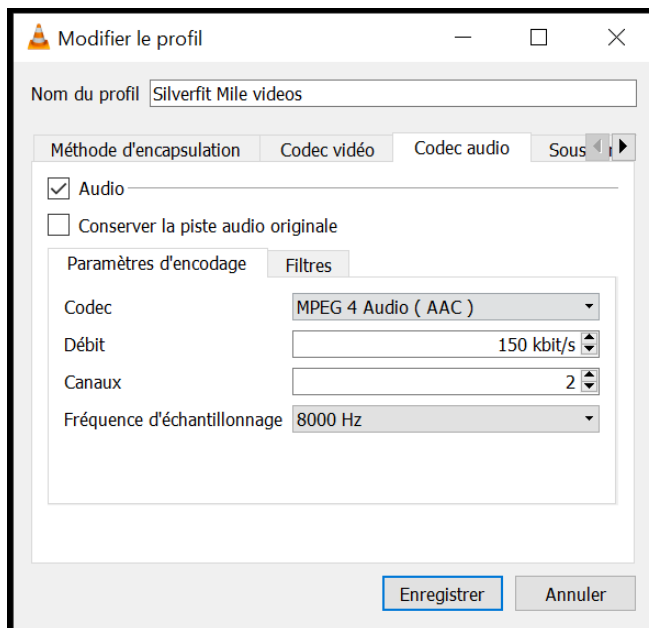 Modifier le profil
Nom du profil Silverfit Mile videos
Méthode d'encapsulation Codec vidéo Codec audio Sous
Audio
Conserver la piste audio originale
Paramètres d'encodage Filtres
Codec MPEG 4 Audio ( AAC )
Débit 150 kbit/s
Canaux 2
Fréquence d'échantillonnage 8000 Hz
Enregistrer Annuler